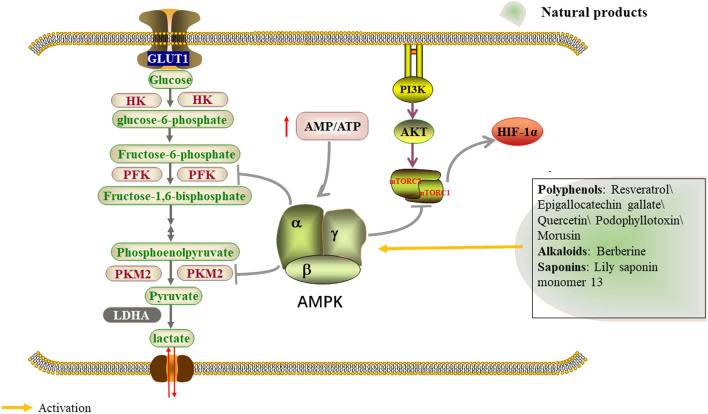 Natural products
GLUT1
Glucose
HK HK
glucose-6-phosphate
Fructose-6-phosphate
PFK PFK
Fructose-1,6-bisphosphate
Phosphoenolpyruvate
PKM2 PKM2
Pyruvate
LDHA
lactate
AMP/ATP
α γ
β
AMPK
PI3K
AKT
mTORC2
mTORC1
HIF-1α
Polyphenols: Resveratrol\
Epigallocatechin gallate\
Quercetin\ Podophyllotoxin\
Morusin
Alkaloids: Berberine
Saponins: Lily saponin
monomer 13
Activation